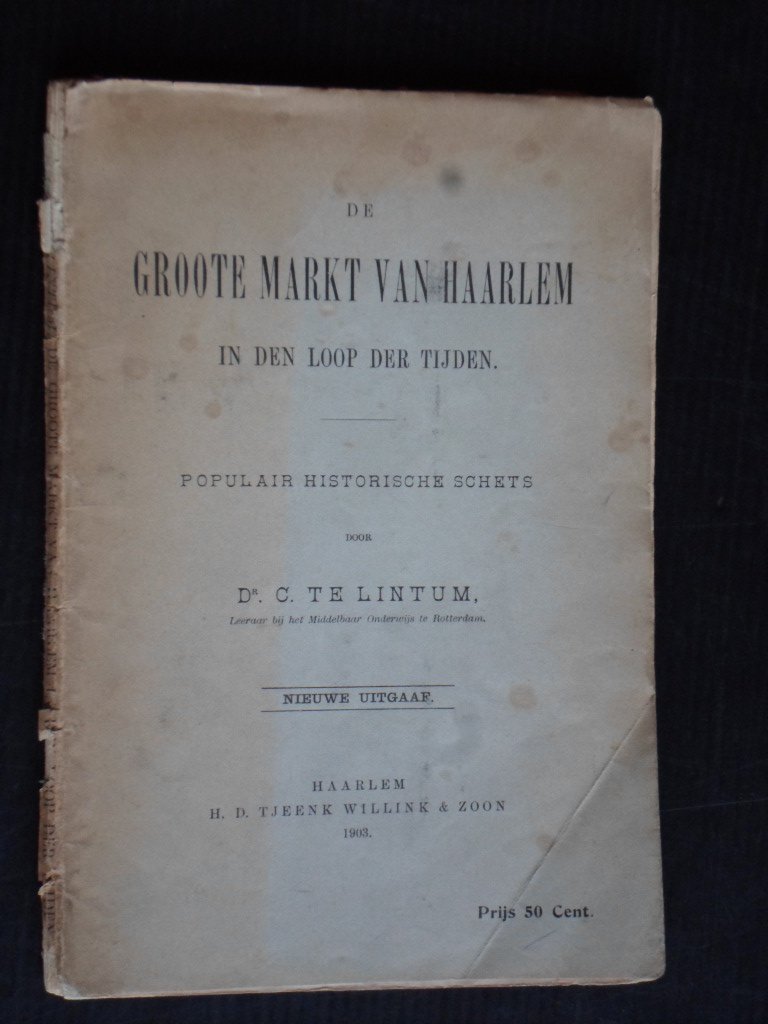 DE
GROOTE MARKT VAN HAARLEM
IN DEN LOOP DER TIJDEN.
POPULAIR HISTORISCHE SCHETS
DOOR
DR. C. TE LINTUM,
Leeraar bij het Middelbaar Onderwijs te Rotterdam.
NIEUWE UITGAAF.
HAARLEM
H. D. TJEENK WILLINK & ZOON
1903.
Prijs 50 Cent.